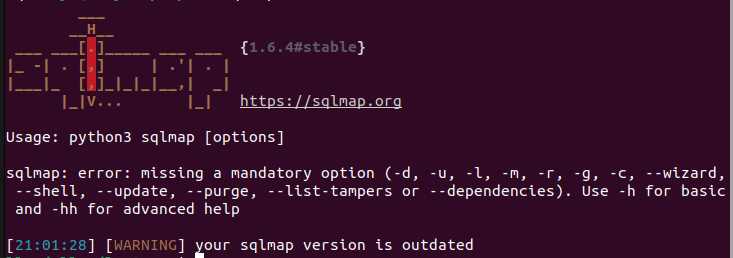 ___
       __H__
 ___ ___[.]_____ ___ ___  {1.6.4#stable}
|_ -| . [,]     | .'| . |
|___|_  [,]_|_|_|__,|  _|
      |_|V...       |_|   https://sqlmap.org
Usage: python3 sqlmap [options]
sqlmap: error: missing a mandatory option (-d, -u, -l, -m, -r, -g, -c, --wizard,
 --shell, --update, --purge, --list-tampers or --dependencies). Use -h for basic
 and -hh for advanced help
[21:01:28] [WARNING] your sqlmap version is outdated